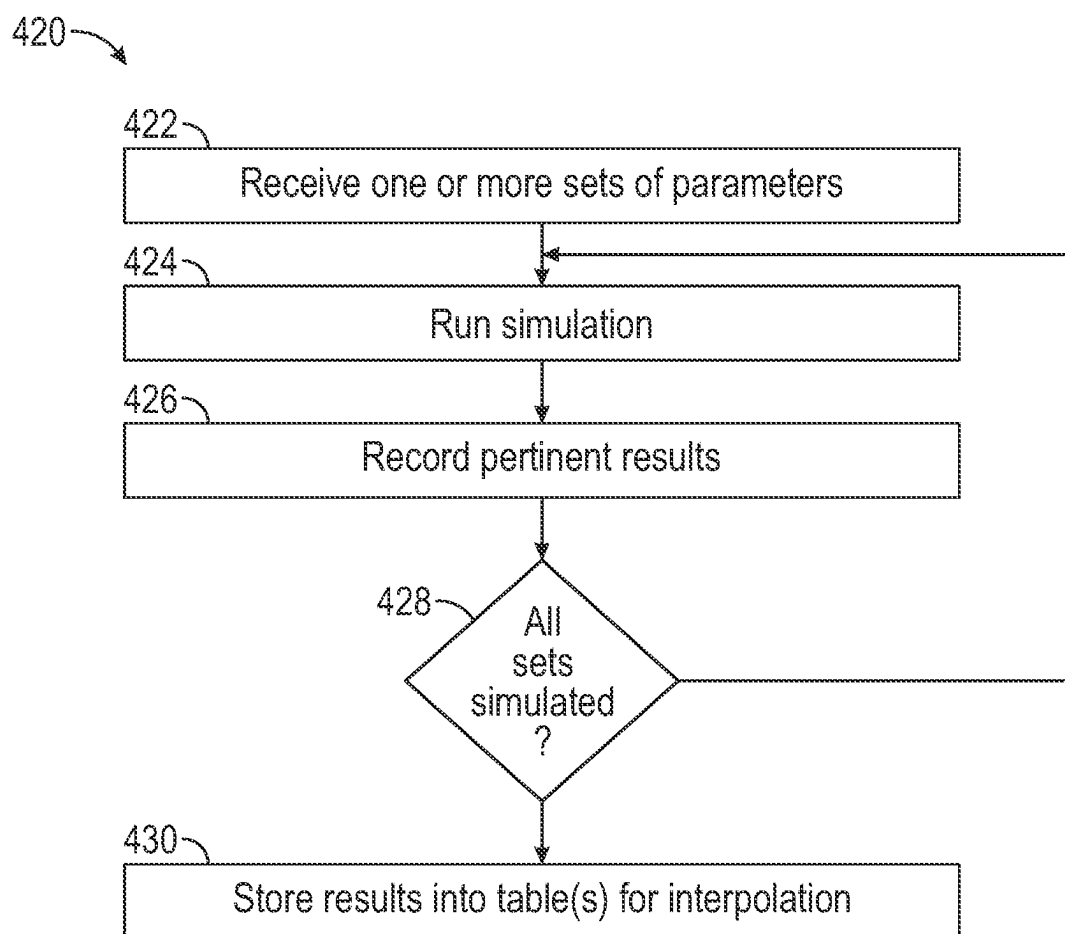 420
422
Receive one or more sets of parameters
424
Run simulation
426
Record pertinent results
428
All
sets
simulated
?
430
Store results into table(s) for interpolation